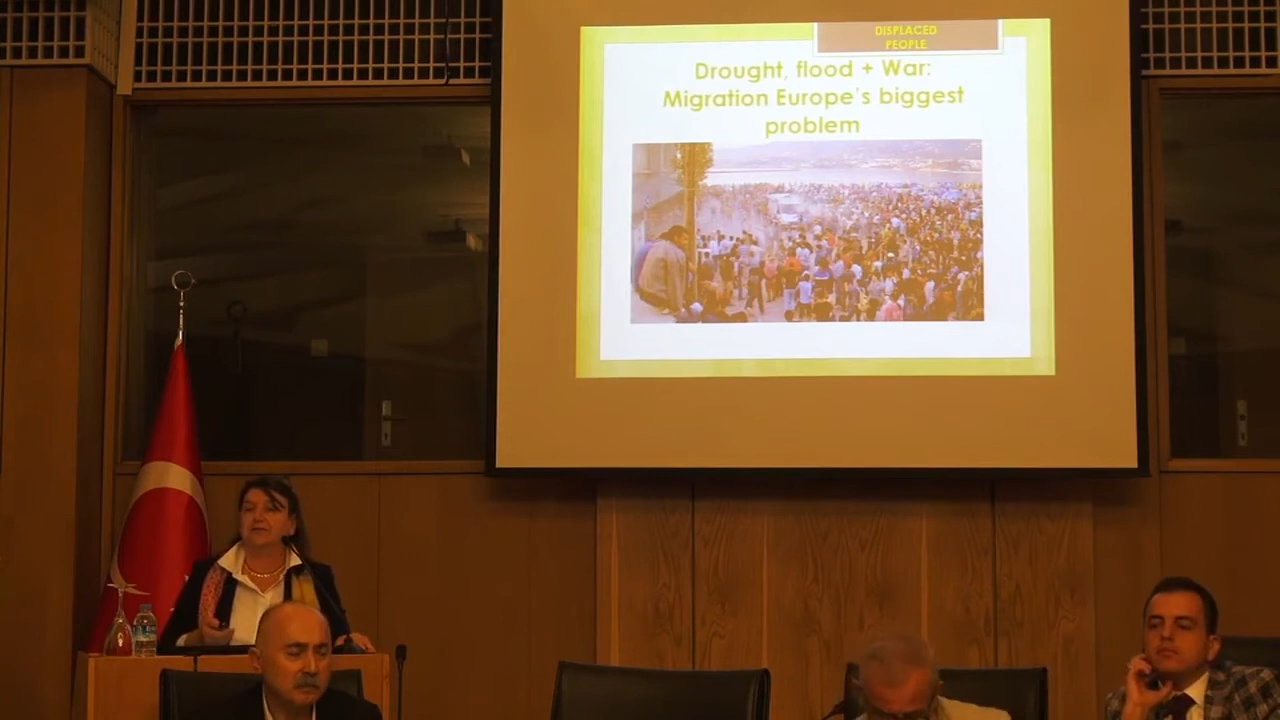 DISPLACED
PEOPLE
Drought, flood + War:
Migration Europe's biggest
problem